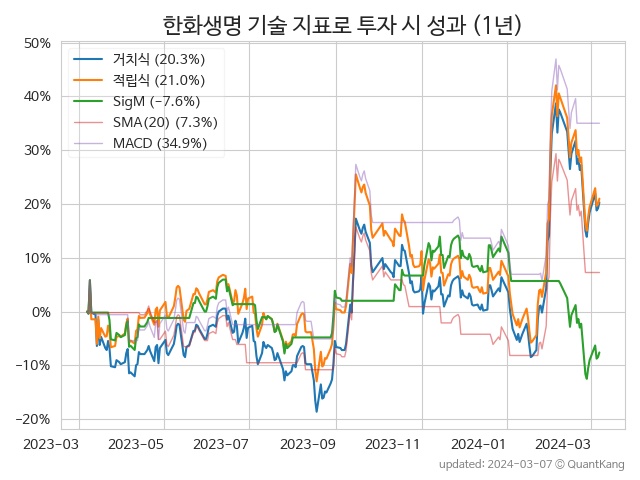 한화생명 기술 지표로 투자 시 성과 (1년)
50%
40%
30%
20%
10%
0%
−10%
−20%
거치식 (20.3%)
적립식 (21.0%)
SigM (−7.6%)
SMA(20) (7.3%)
MACD (34.9%)
2023-03 2023-05 2023-07 2023-09 2023-11 2024-01 2024-03
updated: 2024-03-07 © QuantKang